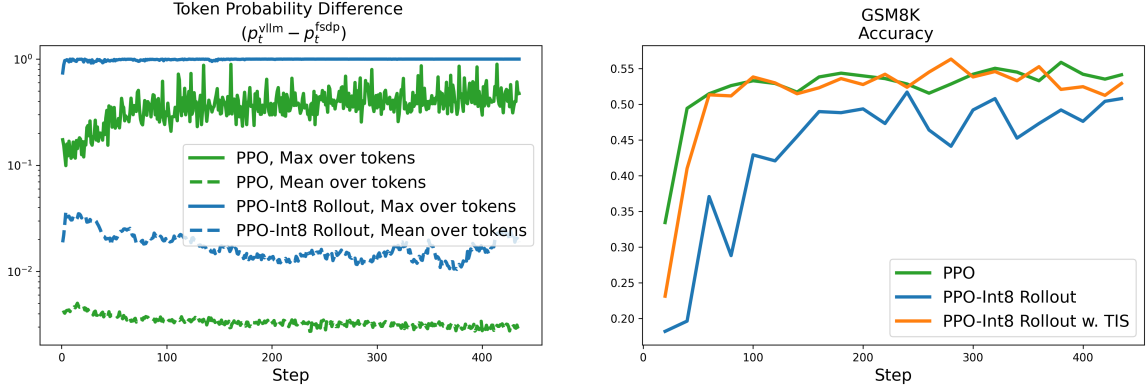 Token Probability Difference
(p_t^vllm − p_t^fsdp)
10^0
10^−1
10^−2
0
100
200
300
400
Step
PPO, Max over tokens
PPO, Mean over tokens
PPO-Int8 Rollout, Max over tokens
PPO-Int8 Rollout, Mean over tokens
GSM8K
Accuracy
0.55
0.50
0.45
0.40
0.35
0.30
0.25
0.20
0
100
200
300
400
Step
PPO
PPO-Int8 Rollout
PPO-Int8 Rollout w. TIS